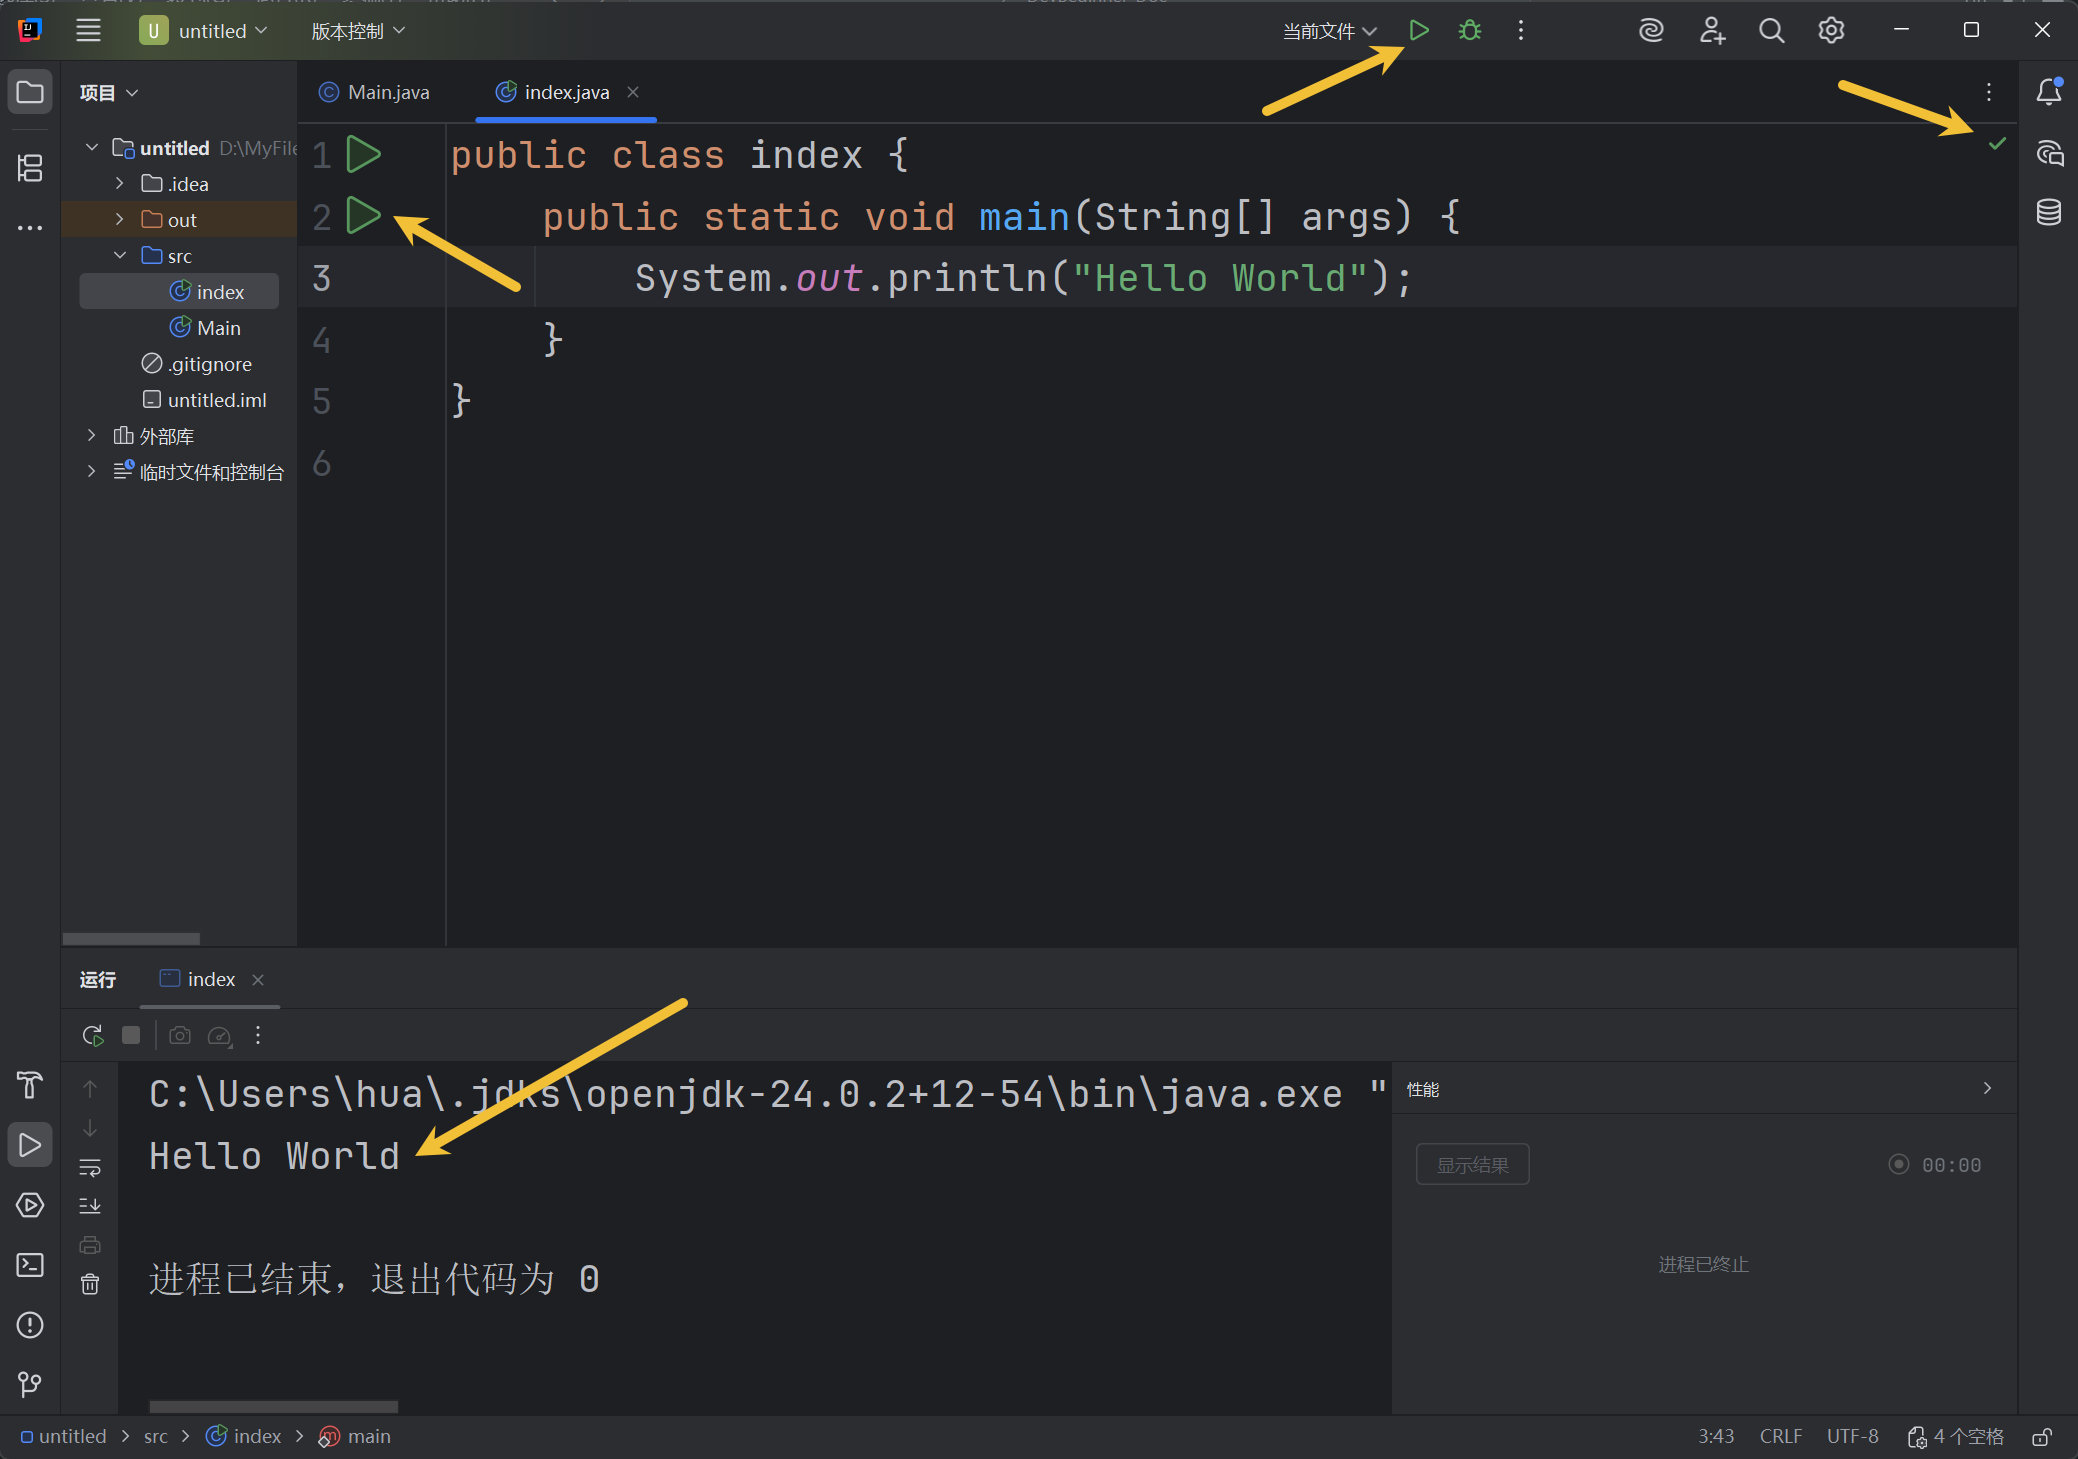 U untitled 版本控制 当前文件
项目
Main.java index.java
untitled D:\MyFile
.idea
out
src
index
Main
.gitignore
untitled.iml
外部库
临时文件和控制台
1 public class index {
2 public static void main(String[] args) {
3 System.out.println("Hello World");
4 }
5 }
6
运行 index
C:\Users\hua\.jdks\openjdk-24.0.2+12-54\bin\java.exe "
Hello World
进程已结束，退出代码为 0
性能
显示结果 00:00
进程已终止
untitled > src > index > main 3:43 CRLF UTF-8 4 个空格